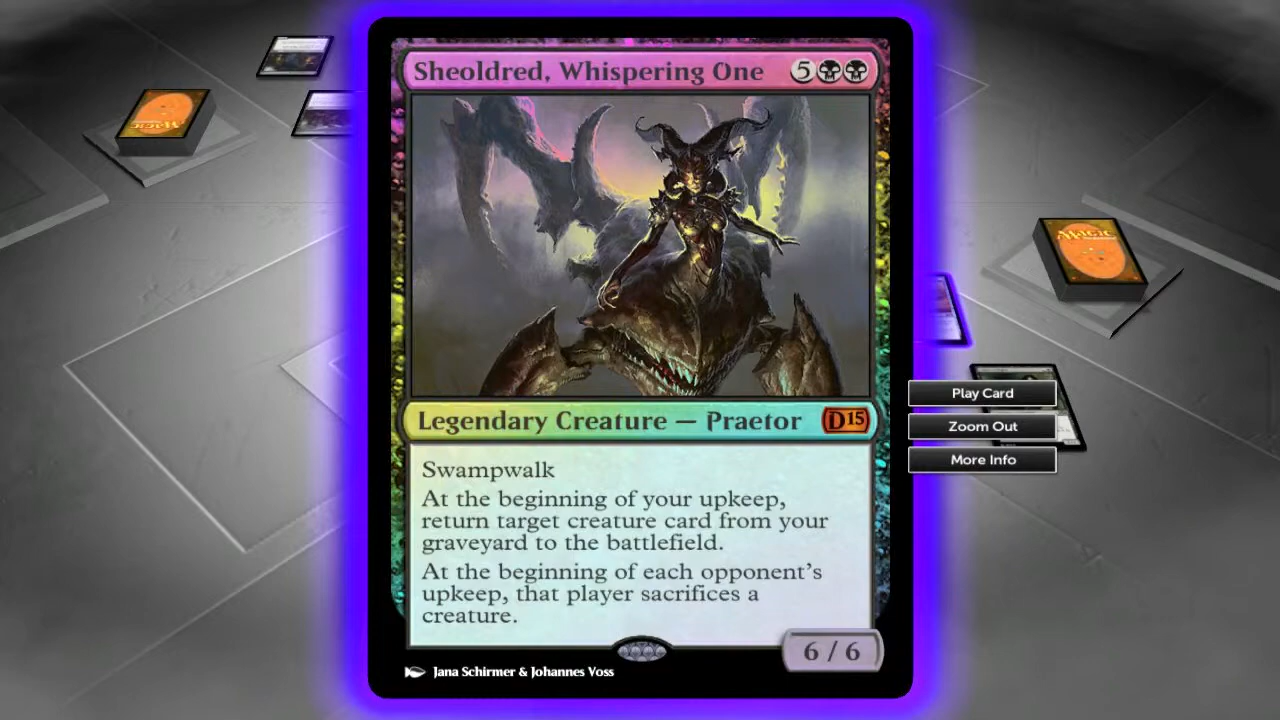 Sheoldred, Whispering One 5
Legendary Creature — Praetor D15
Swampwalk
At the beginning of your upkeep,
return target creature card from your
graveyard to the battlefield.
At the beginning of each opponent's
upkeep, that player sacrifices a
creature.
6 / 6
Jana Schirmer & Johannes Voss
MAGIC
MAGIC
Play Card
Zoom Out
More Info